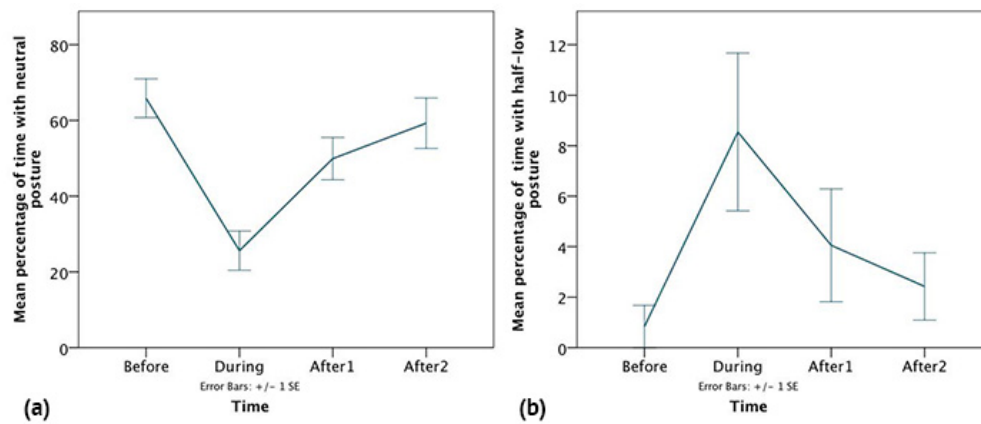 Mean percentage of time with neutral
posture
80
60
40
20
0
Before During After1 After2
Error Bars: +/- 1 SE
Time
(a)
Mean percentage of time with half-low
posture
12
10
8
6
4
2
0
Before During After1 After2
Error Bars: +/- 1 SE
Time
(b)